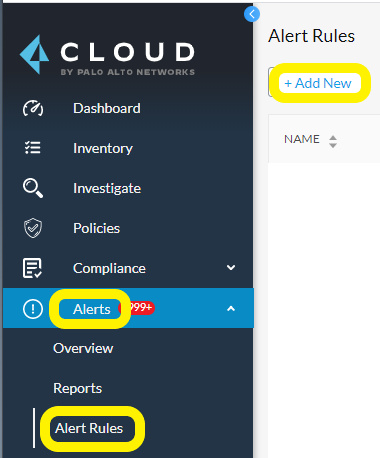 CLOUD
BY PALO ALTO NETWORKS
Dashboard
Inventory
Investigate
Policies
Compliance
Alerts 999+
Overview
Reports
Alert Rules
Alert Rules
+ Add New
NAME